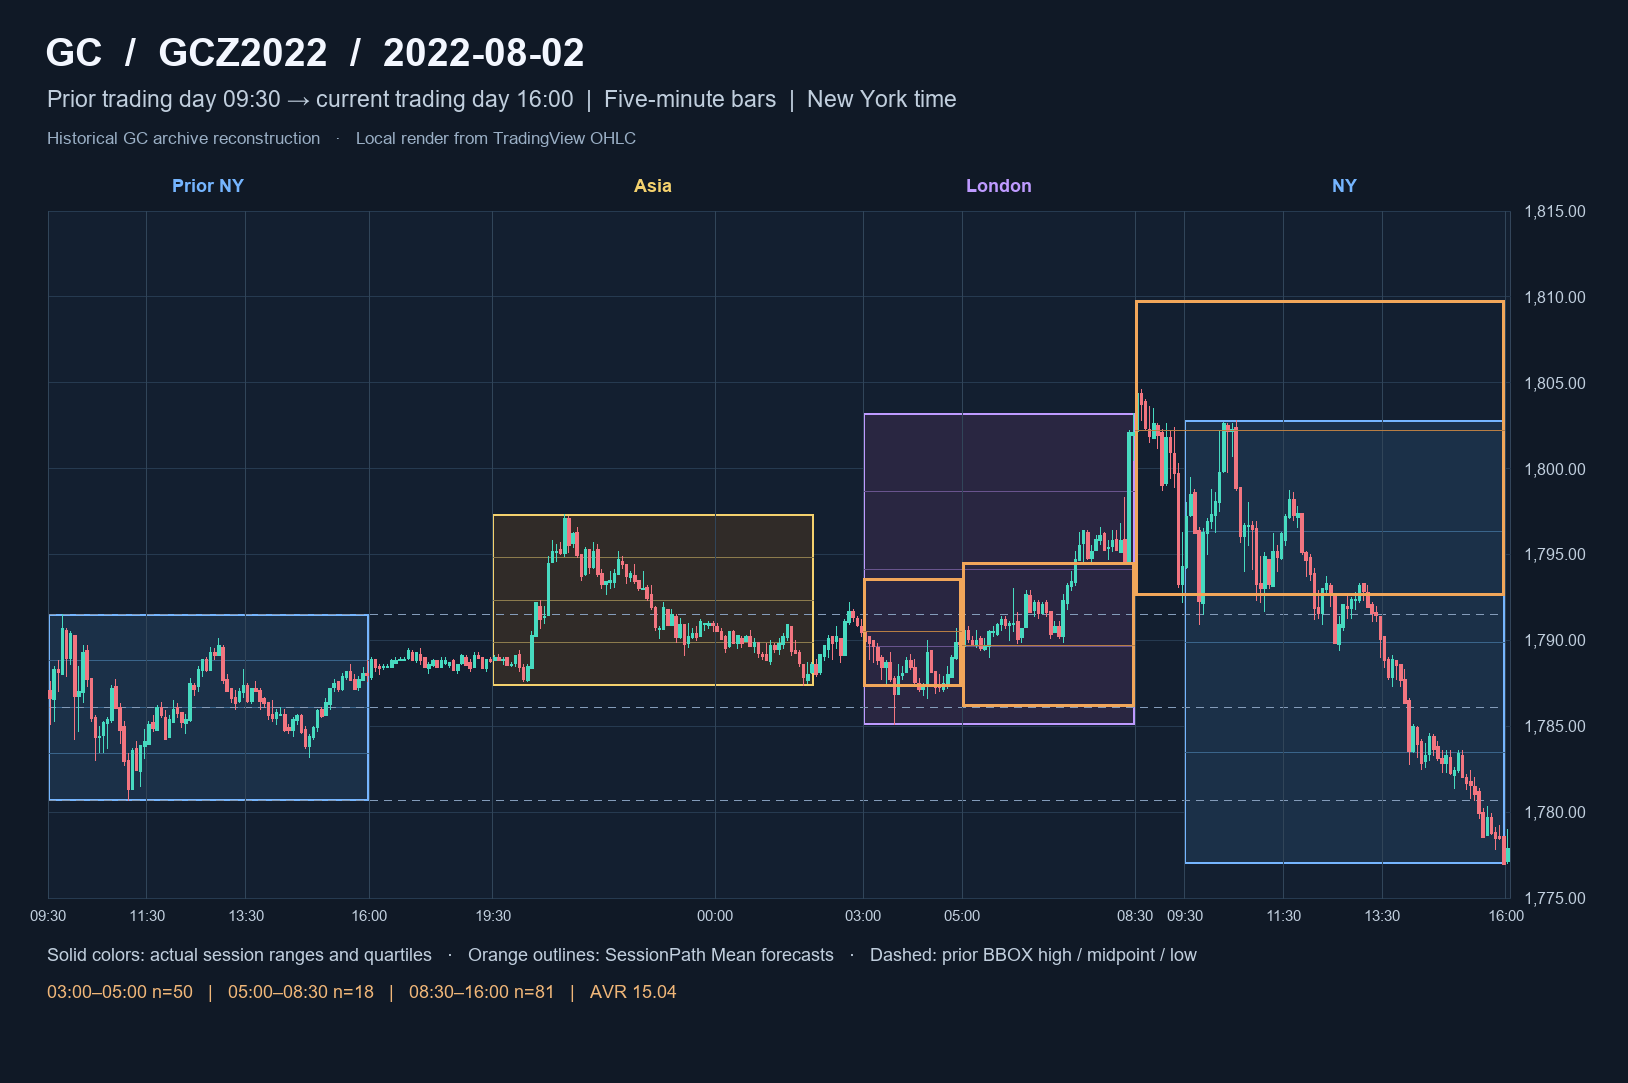 GC / GCZ2022 / 2022-08-02
Prior trading day 09:30 → current trading day 16:00 | Five-minute bars | New York time
Historical GC archive reconstruction · Local render from TradingView OHLC
Prior NY Asia London NY
1,815.00
1,810.00
1,805.00
1,800.00
1,795.00
1,790.00
1,785.00
1,780.00
1,775.00
09:30 11:30 13:30 16:00 19:30 00:00 03:00 05:00 08:30 09:30 11:30 13:30 16:00
Solid colors: actual session ranges and quartiles · Orange outlines: SessionPath Mean forecasts · Dashed: prior BBOX high / midpoint / low
03:00–05:00 n=50 | 05:00–08:30 n=18 | 08:30–16:00 n=81 | AVR 15.04